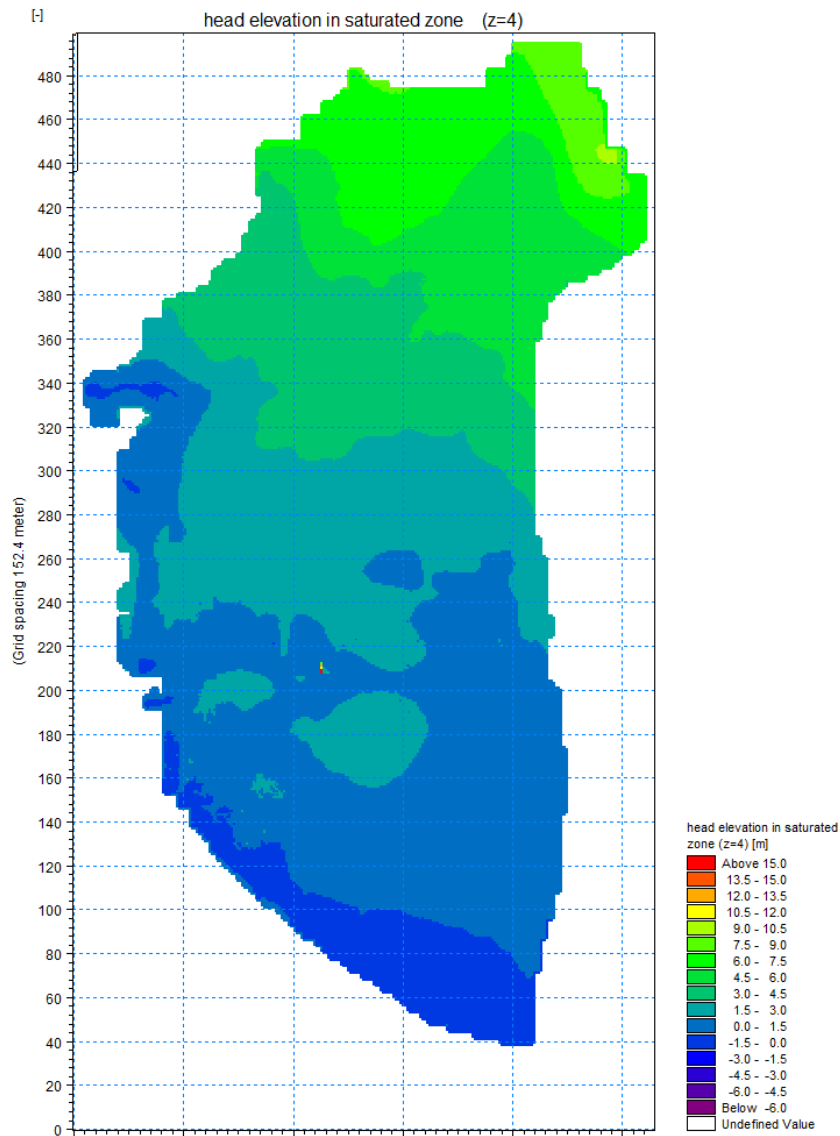 [-]
head elevation in saturated zone (z=4)
480
460
440
420
400
380
360
340
320
300
280
260
240
220
200
180
160
140
120
100
80
60
40
20
0
(Grid spacing 152.4 meter)
head elevation in saturated
zone (z=4) [m]
Above 15.0
13.5 - 15.0
12.0 - 13.5
10.5 - 12.0
9.0 - 10.5
7.5 - 9.0
6.0 - 7.5
4.5 - 6.0
3.0 - 4.5
1.5 - 3.0
0.0 - 1.5
-1.5 - 0.0
-3.0 - -1.5
-4.5 - -3.0
-6.0 - -4.5
Below -6.0
Undefined Value